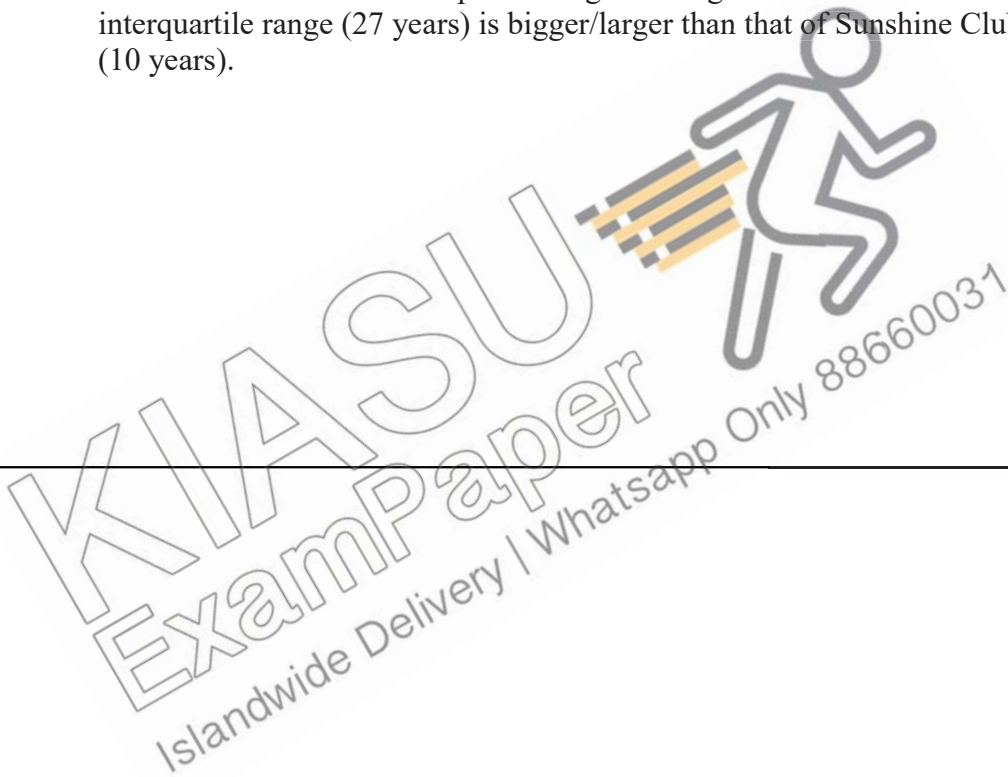 interquartile range (27 years) is bigger/larger than that of Sunshine
(10 years).
KIASU
ExamPaper
Islandwide Delivery | Whatsapp Only 88660031